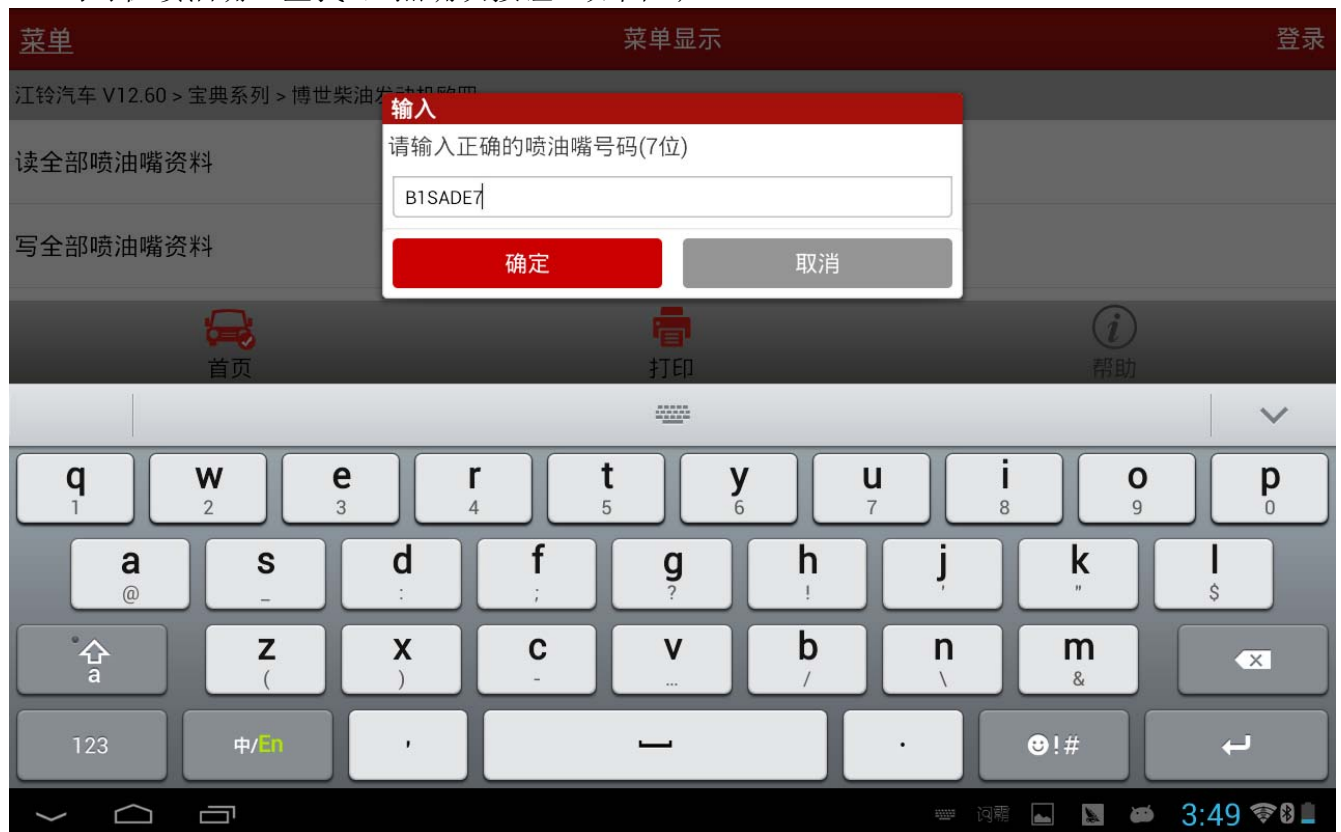 菜单 菜单显示 登录
江铃汽车 V12.60 > 宝典系列 > 博世柴油发动机欧四
输入
请输入正确的喷油嘴号码(7位)
读全部喷油嘴资料
B1SADE7
写全部喷油嘴资料
确定 取消
首页 打印 帮助
q w e r t y u i o p
1 2 3 4 5 6 7 8 9 0
a s d f g h j k l
@ _ : ; ? ! ' " $
a z x c v b n m
( ) - ... / \ &
123 中/En , . !#
3:49